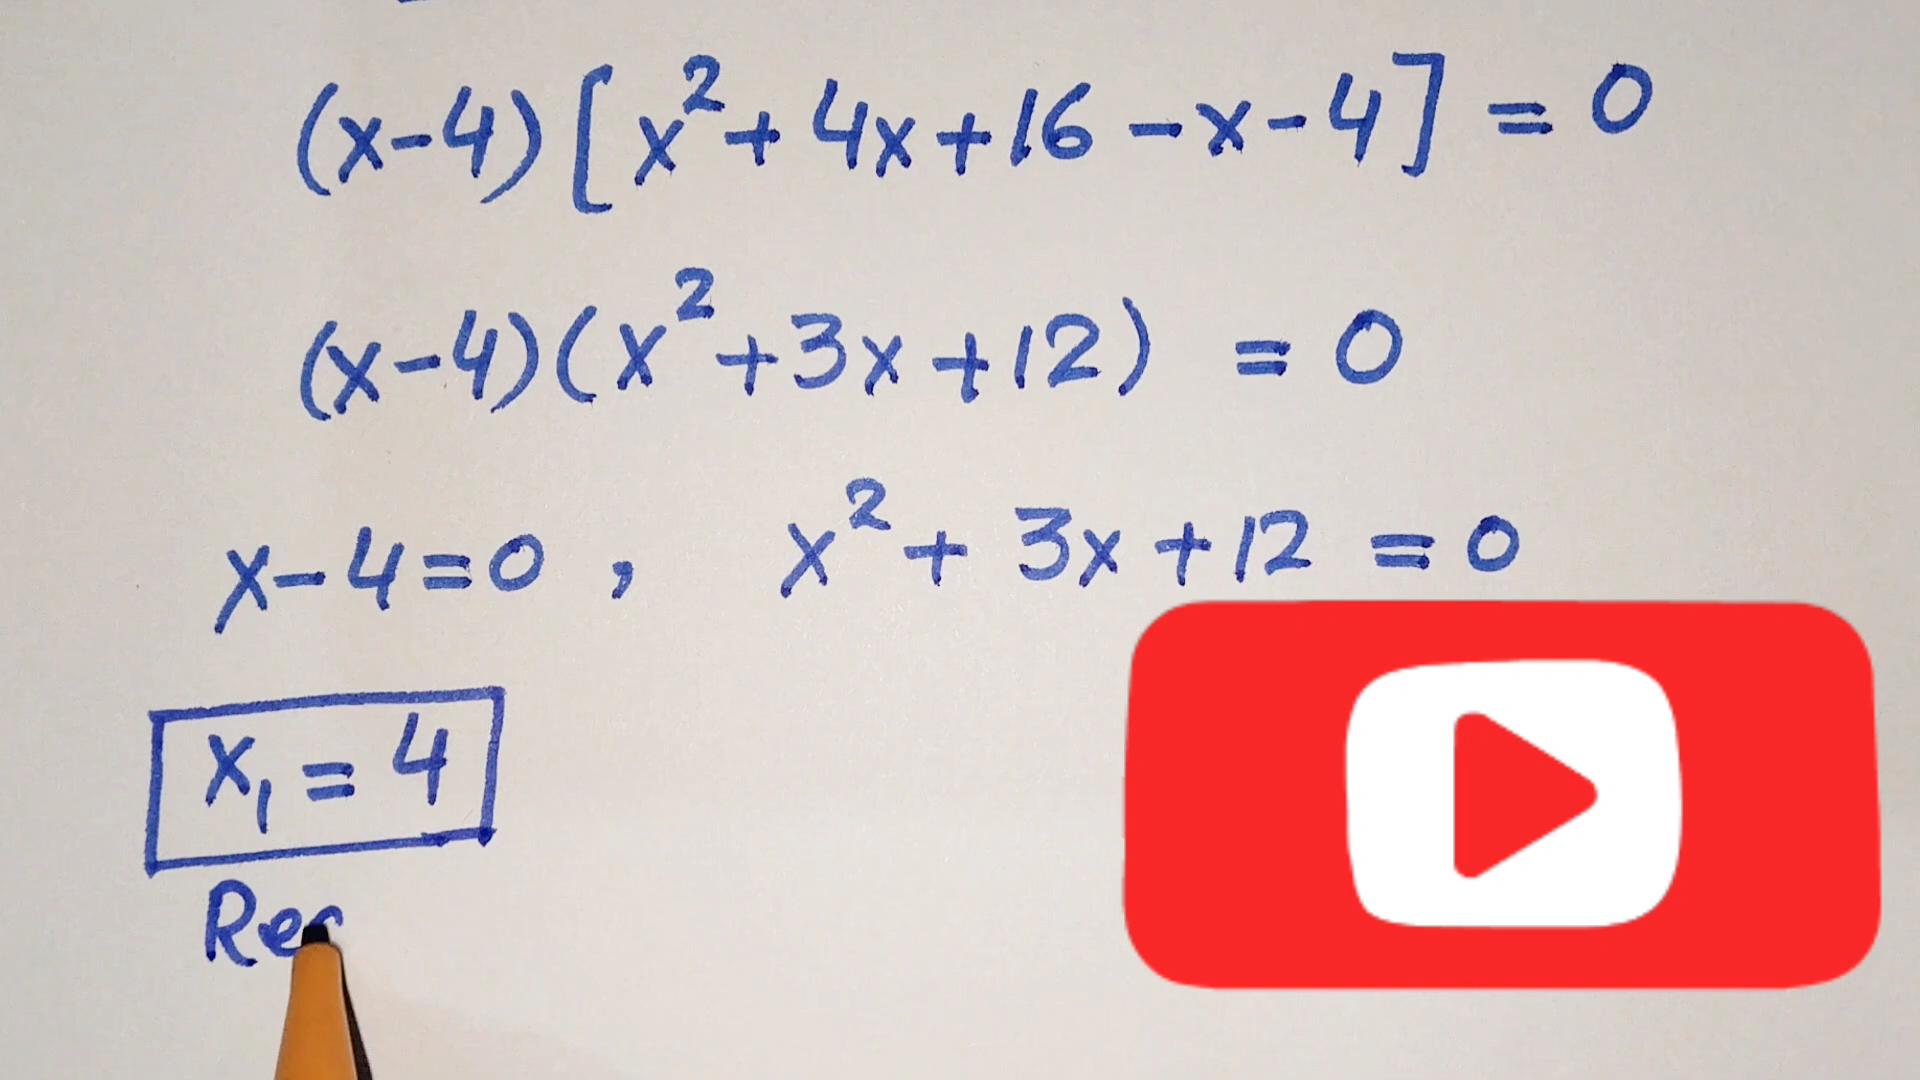 (x-4)[x²+4x+16-x-4] = 0
(x-4)(x²+3x+12) = 0
x-4=0 , x²+3x+12 = 0
x₁ = 4